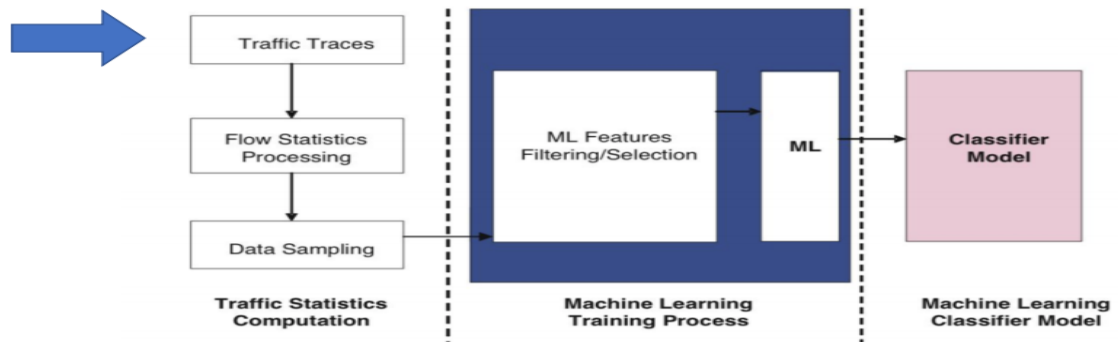 Traffic Traces
Flow Statistics
Processing
Data Sampling
Traffic Statistics
Computation
ML Features
Filtering/Selection
ML
Machine Learning
Training Process
Classifier
Model
Machine Learning
Classifier Model